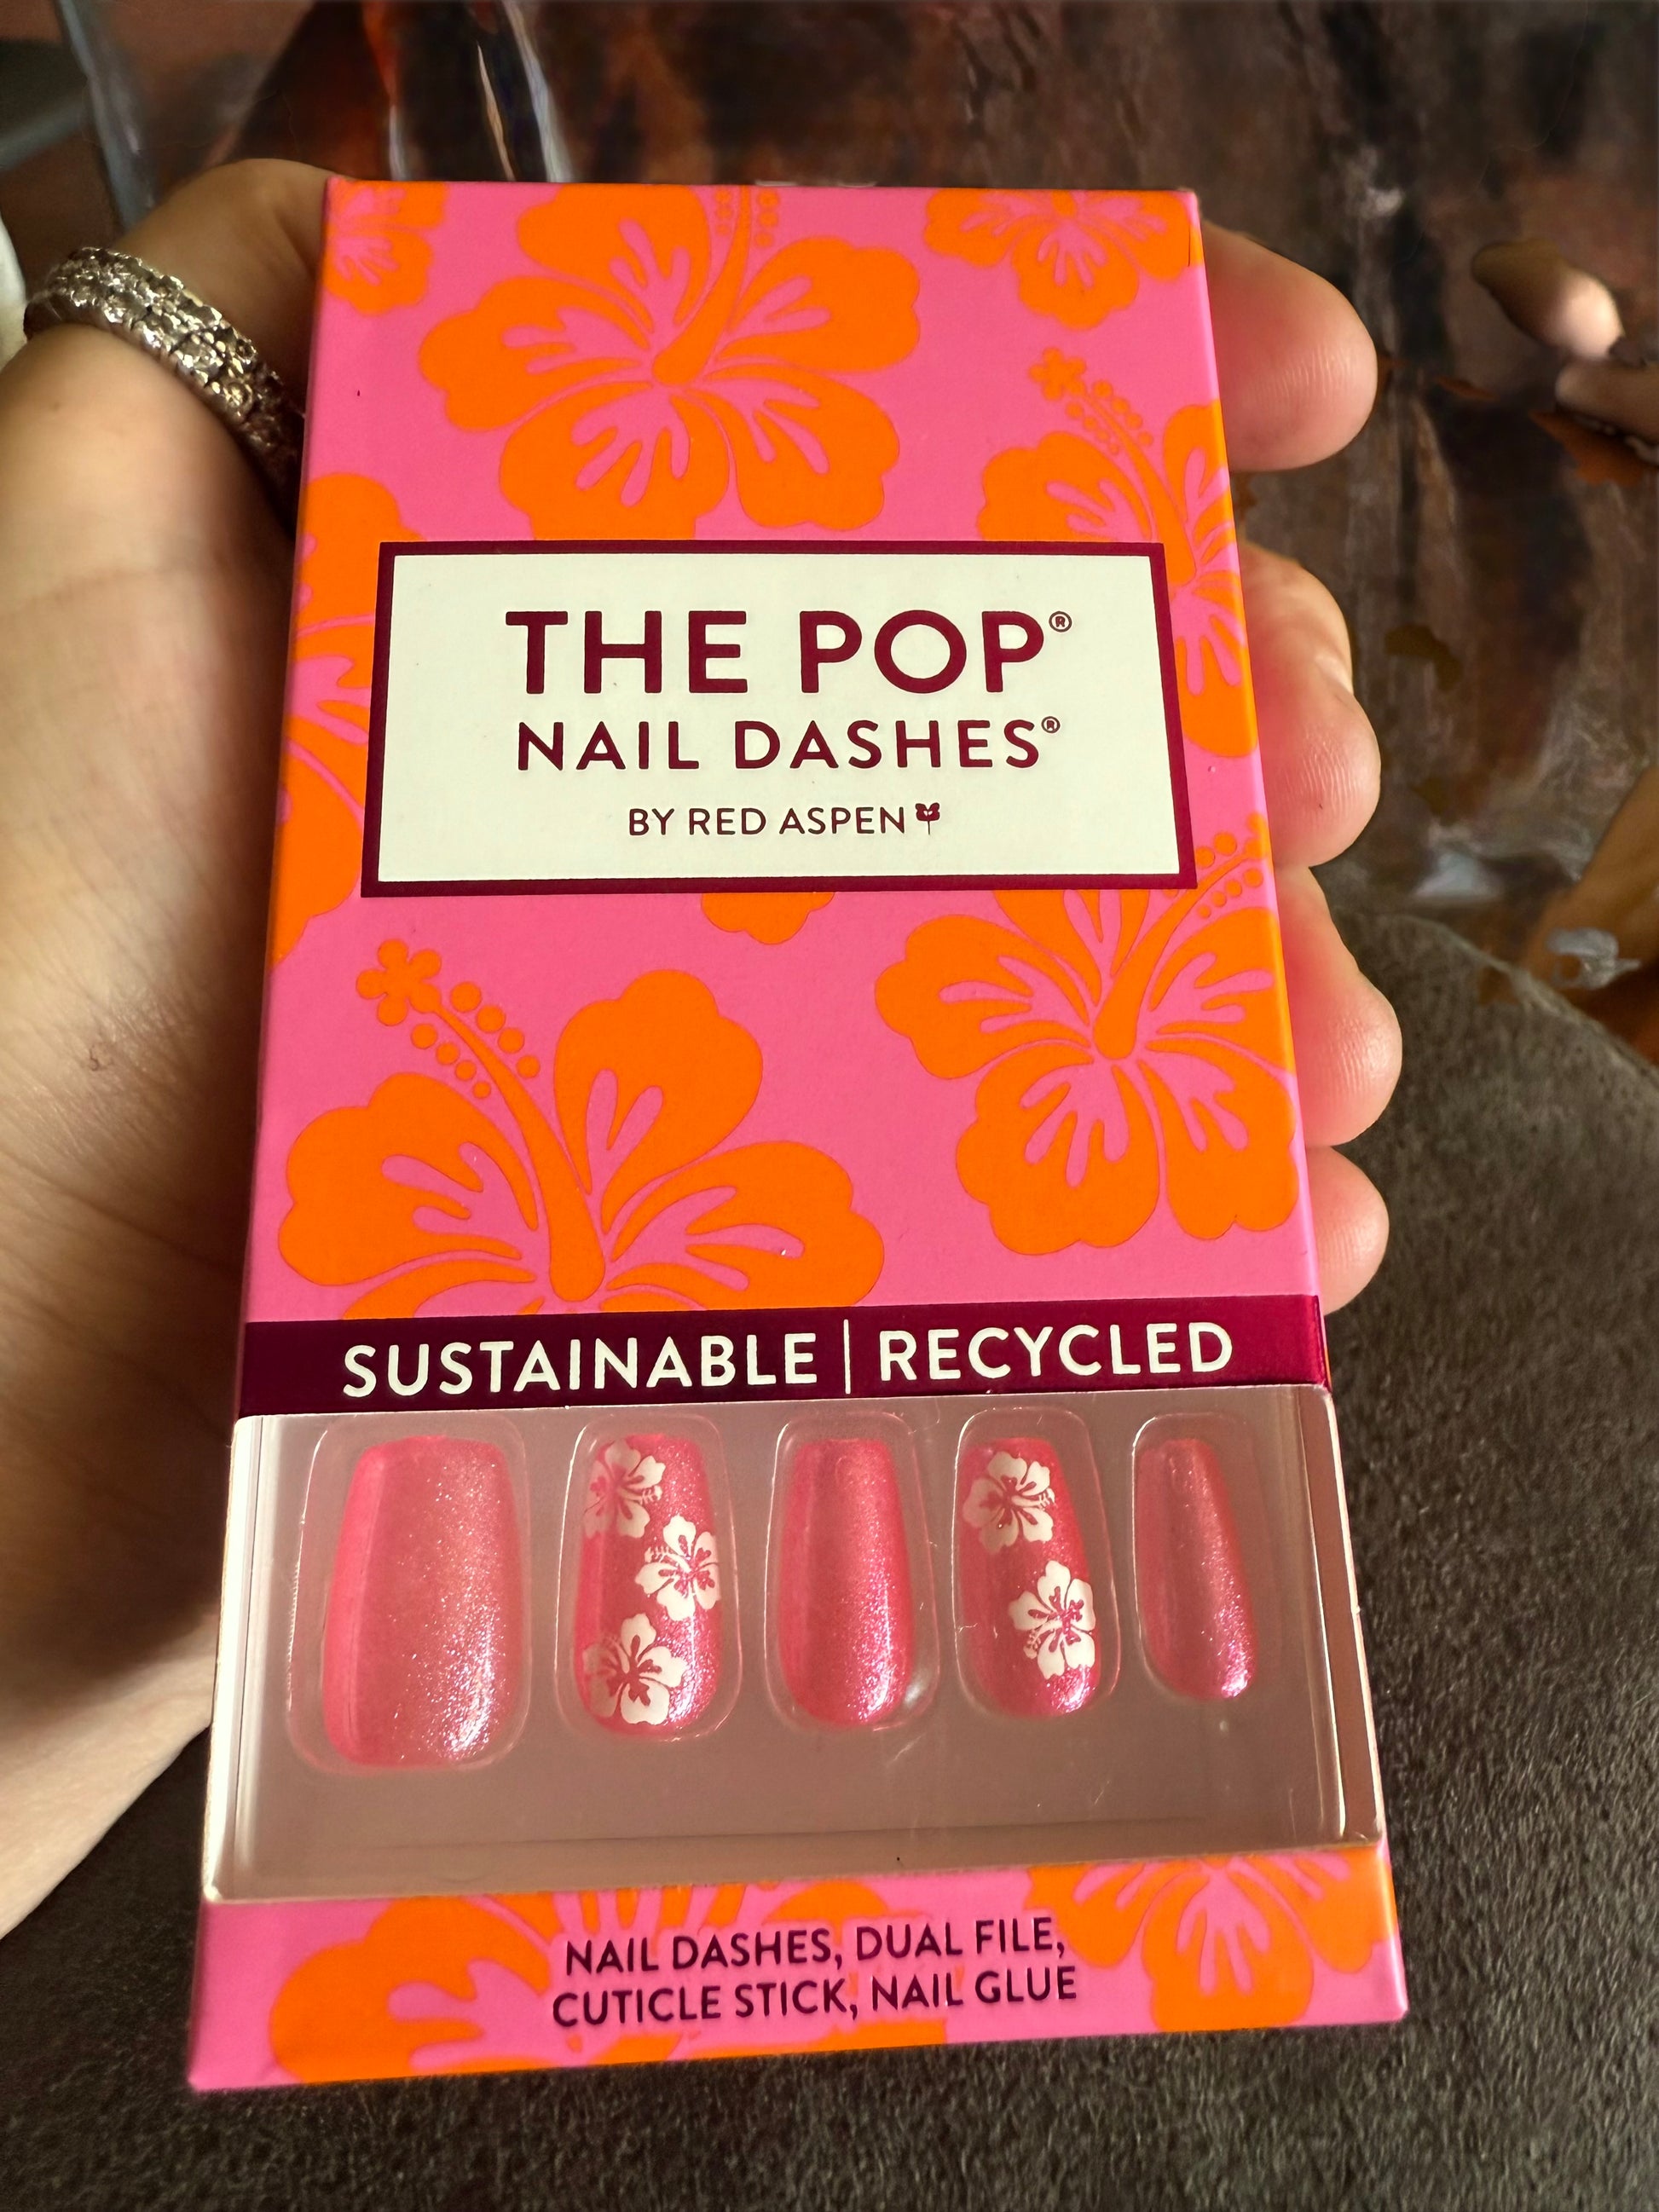 THE POP®
NAIL DASHES®
BY RED ASPEN
SUSTAINABLE | RECYCLED
NAIL DASHES, DUAL FILE,
CUTICLE STICK, NAIL GLUE